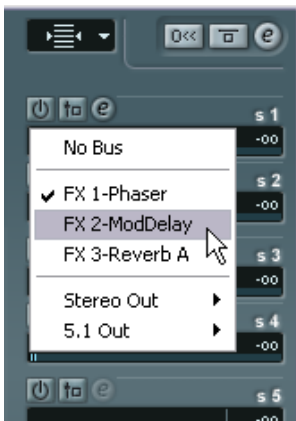 0<<
e
e
s 1
-oo
No Bus
s 2
-oo
FX 1-Phaser
FX 2-ModDelay
FX 3-Reverb A
s 3
-oo
Stereo Out
5.1 Out
s 4
-oo
e
s 5
-oo